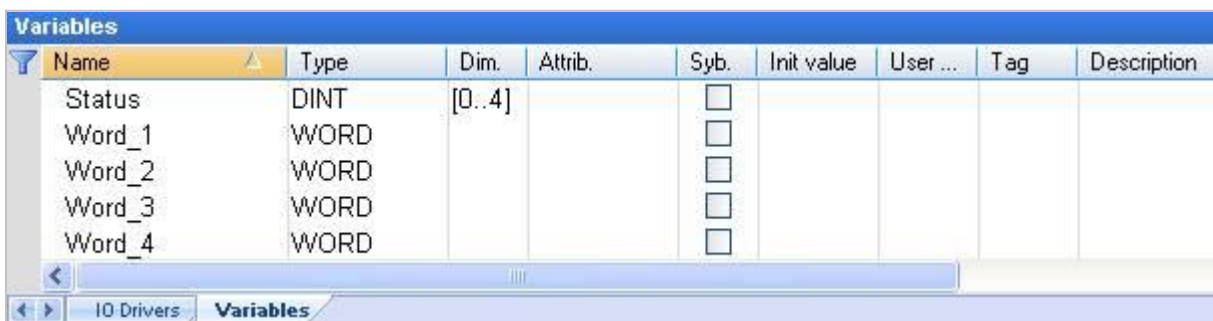 Variables
Name Type Dim. Attrib. Syb. Init value User ... Tag Description
Status DINT [0..4]
Word_1 WORD
Word_2 WORD
Word_3 WORD
Word_4 WORD
IO Drivers Variables